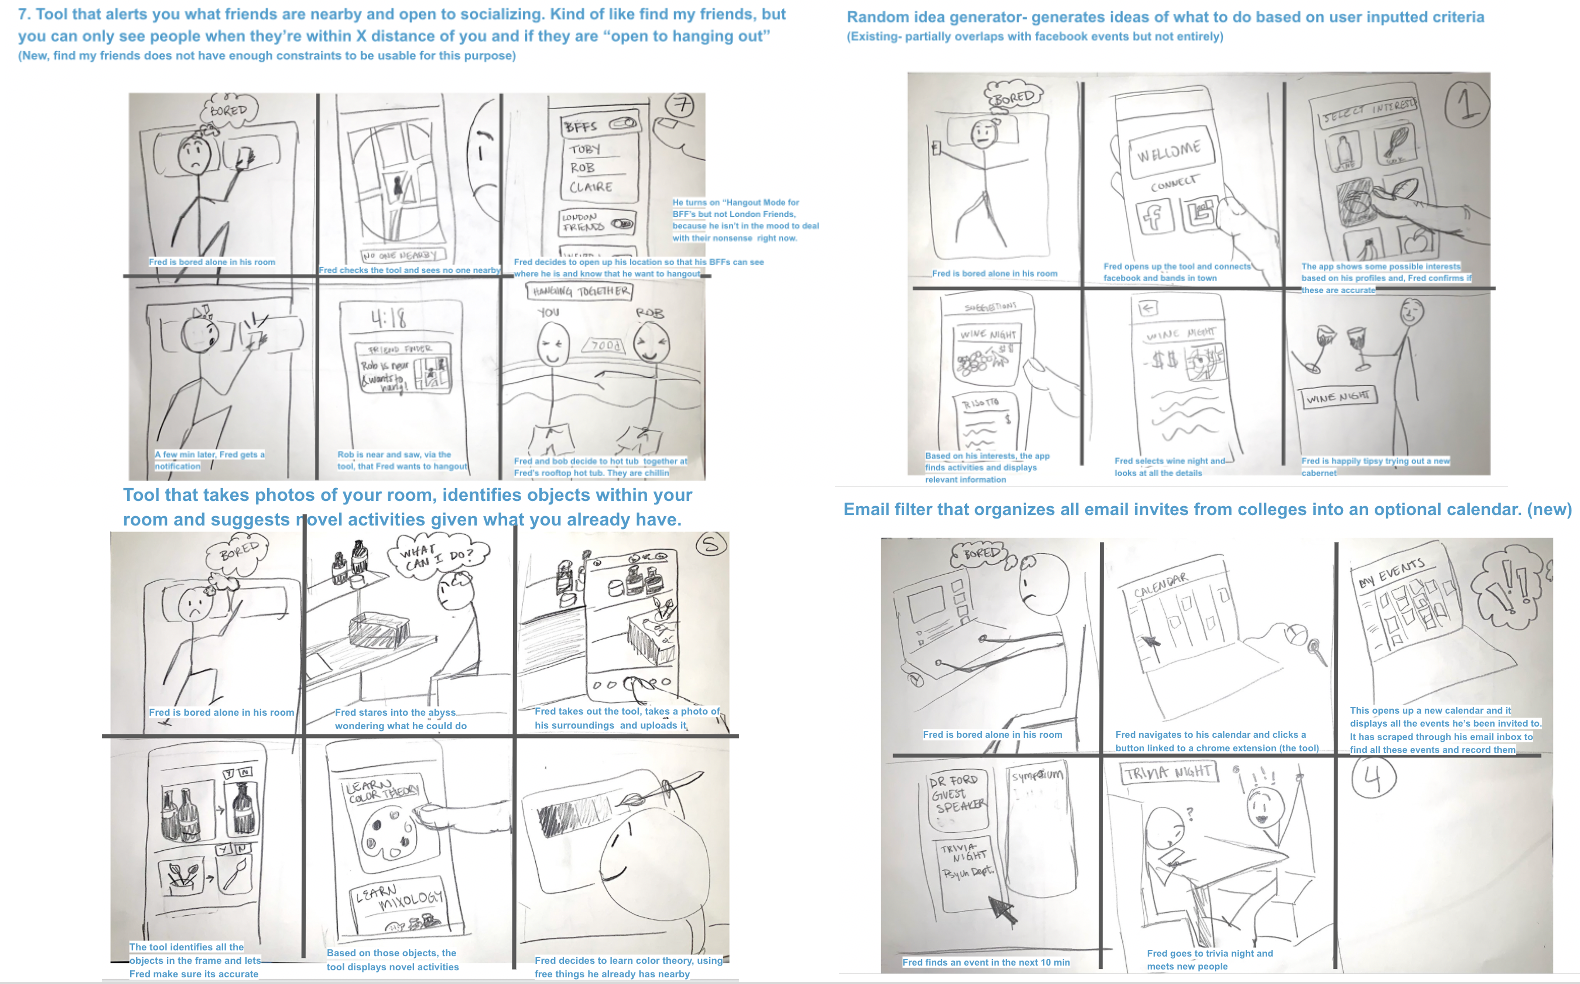 7. Tool that alerts you what friends are nearby and open to socializing. Kind of like find my friends, but
you can only see people when they're within X distance of you and if they are “open to hanging out”
(New, find my friends does not have enough constraints to be usable for this purpose)
BORED
7
BFFS
TOBY
ROB
CLAIRE
LONDON
FRIENDS
NO ONE NEARBY
He turns on “Hangout Mode for
BFF's but not London Friends,
because he isn't in the mood to deal
with their nonsense right now.
Fred is bored alone in his room
Fred checks the tool and sees no one nearby
Fred decides to open up his location so that his BFFs can see
where he is and know that he want to hangout
4:18
FRIEND FINDER
Rob is near
& wants to
hang!
HANGING TOGETHER
YOU
ROB
A few min later, Fred gets a
notification
Rob is near and saw, via the
tool, that Fred wants to hangout
Fred and bob decide to hot tub together at
Fred's rooftop hot tub. They are chillin
Random idea generator- generates ideas of what to do based on user inputted criteria
(Existing- partially overlaps with facebook events but not entirely)
BORED
WELCOME
CONNECT
f
SELECT INTERESTS
1
Fred is bored alone in his room
Fred opens up the tool and connects
facebook and bands in town
The app shows some possible interests
based on his profiles and, Fred confirms if
these are accurate
SUGGESTIONS
WINE NIGHT
$$
RISOTTO
$
WINE NIGHT
-$$
WINE NIGHT
Based on his interests, the app
finds activities and displays
relevant information
Fred selects wine night and
looks at all the details
Fred is happily tipsy trying out a new
cabernet
Tool that takes photos of your room, identifies objects within your
room and suggests novel activities given what you already have.
BORED
WHAT
CAN I DO?
5
Fred is bored alone in his room
Fred stares into the abyss
wondering what he could do
Fred takes out the tool, takes a photo of
his surroundings and uploads it
Y N
Y N
LEARN
COLOR THEORY
LEARN
MIXOLOGY
The tool identifies all the
objects in the frame and lets
Fred make sure its accurate
Based on those objects, the
tool displays novel activities
Fred decides to learn color theory, using
free things he already has nearby
Email filter that organizes all email invites from colleges into an optional calendar. (new)
BORED
CALENDAR
MY EVENTS
!!
Fred is bored alone in his room
Fred navigates to his calendar and clicks a
button linked to a chrome extension (the tool)
This opens up a new calendar and it
displays all the events he's been invited to.
It has scraped through his email inbox to
find all these events and record them
DR FORD
GUEST
SPEAKER
TRIVIA
NIGHT
Psych Dept.
Symposium
TRIVIA NIGHT
?
!!!
4
Fred finds an event in the next 10 min
Fred goes to trivia night and
meets new people